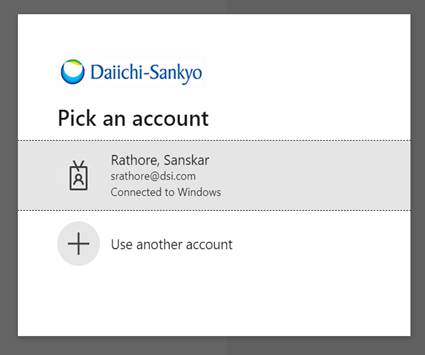 Daiichi-Sankyo
Pick an account
Rathore, Sanskar
srathore@dsi.com
Connected to Windows
Use another account